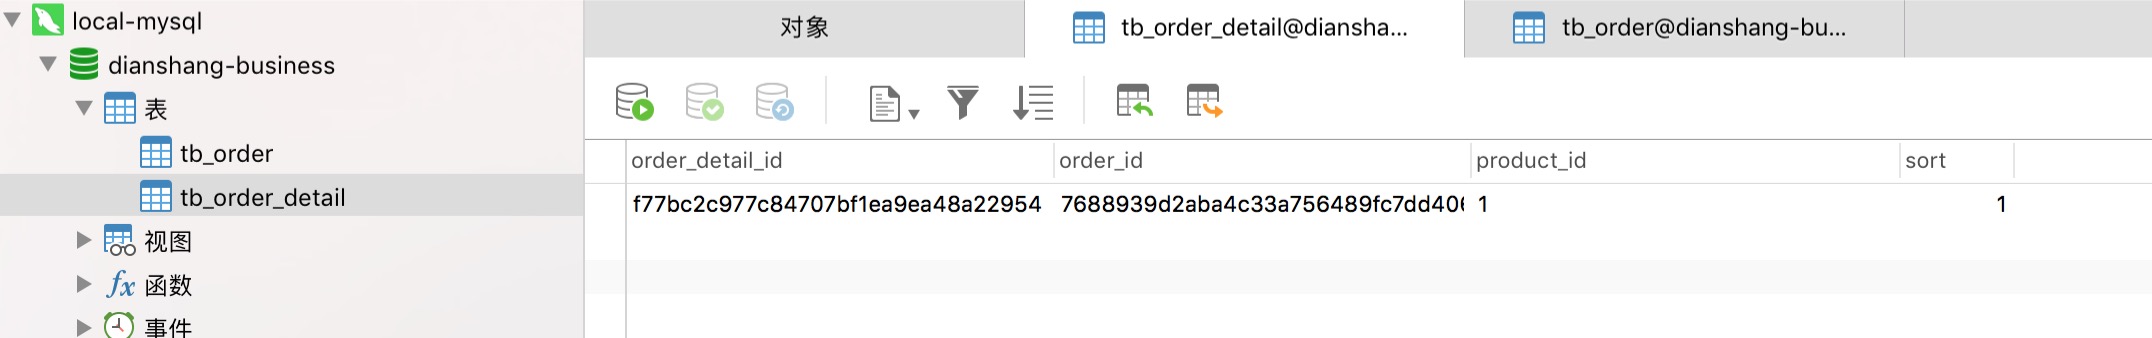 local-mysql
dianshang-business
表
tb_order
tb_order_detail
视图
fx 函数
事件
对象
tb_order_detail@diansha...
tb_order@dianshang-bu...
order_detail_id order_id product_id sort
f77bc2c977c84707bf1ea9ea48a22954 7688939d2aba4c33a756489fc7dd406 1 1